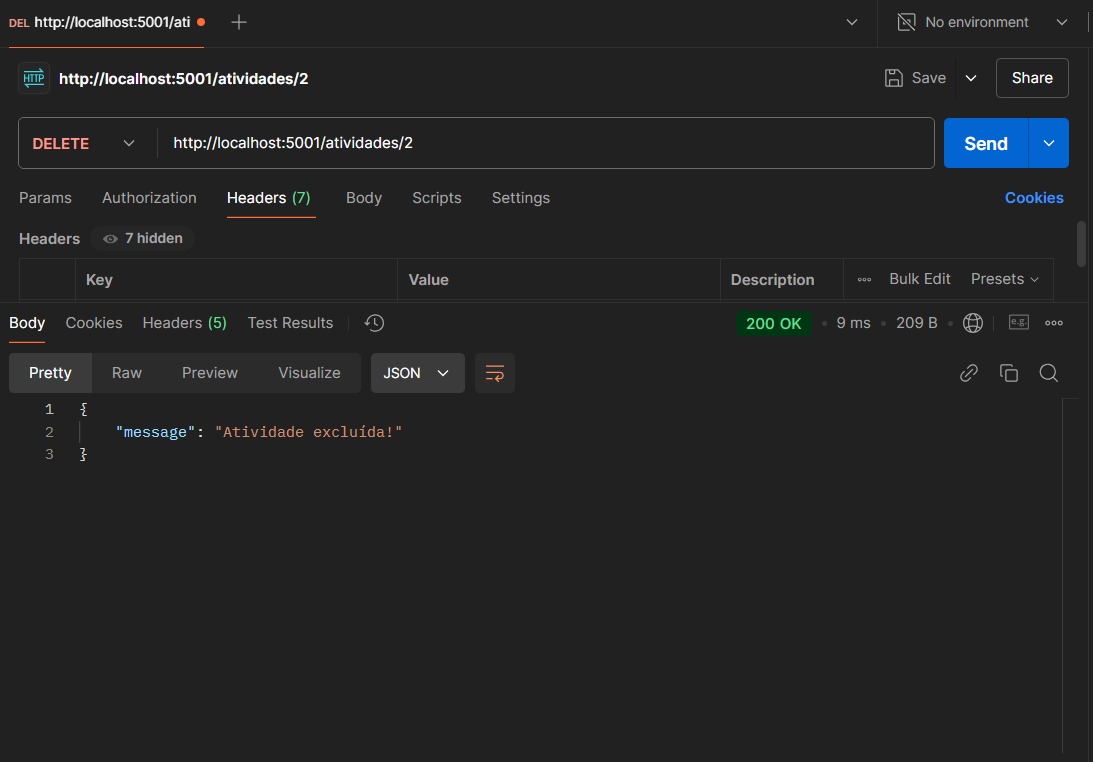 DEL http://localhost:5001/ati
No environment
HTTP http://localhost:5001/atividades/2
Save
Share
DELETE
http://localhost:5001/atividades/2
Send
Params Authorization Headers (7) Body Scripts Settings
Cookies
Headers 7 hidden
Key Value Description Bulk Edit Presets
Body Cookies Headers (5) Test Results
200 OK 9 ms 209 B e.g.
Pretty Raw Preview Visualize JSON
1 {
2 "message": "Atividade excluída!"
3 }